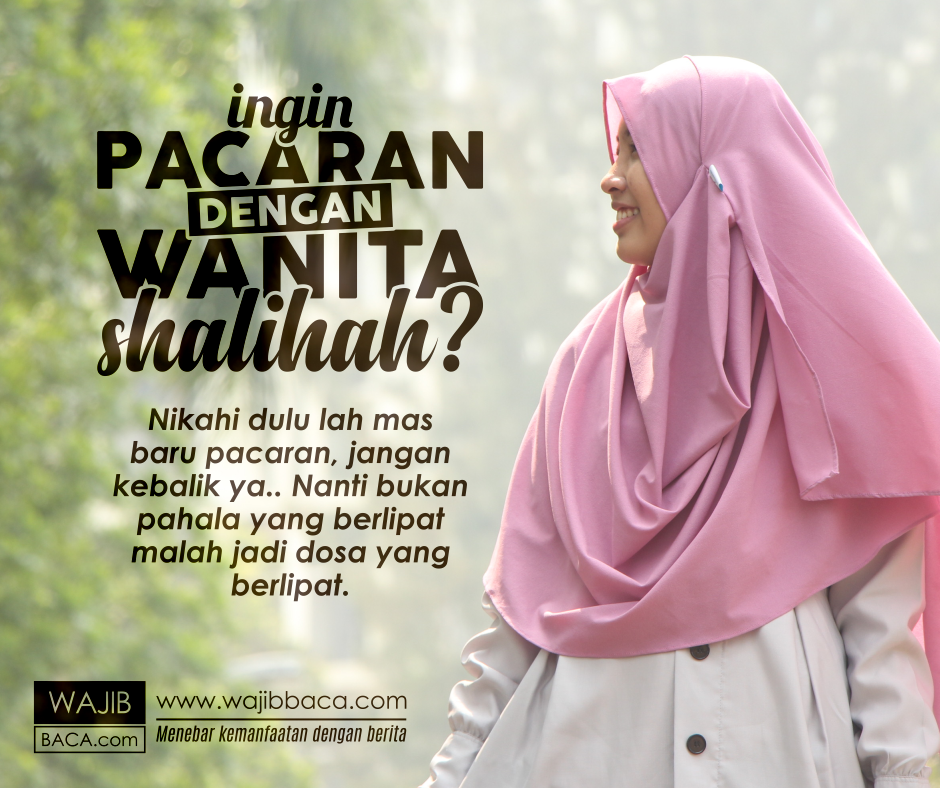 ingin
PACARAN
DENGAN
WANITA
shalihah?
Nikahi dulu lah mas
baru pacaran, jangan
kebalik ya.. Nanti bukan
pahala yang berlipat
malah jadi dosa yang
berlipat.
WAJIB
BACA.com
www.wajibbaca.com
Menebar kemanfaatan dengan berita